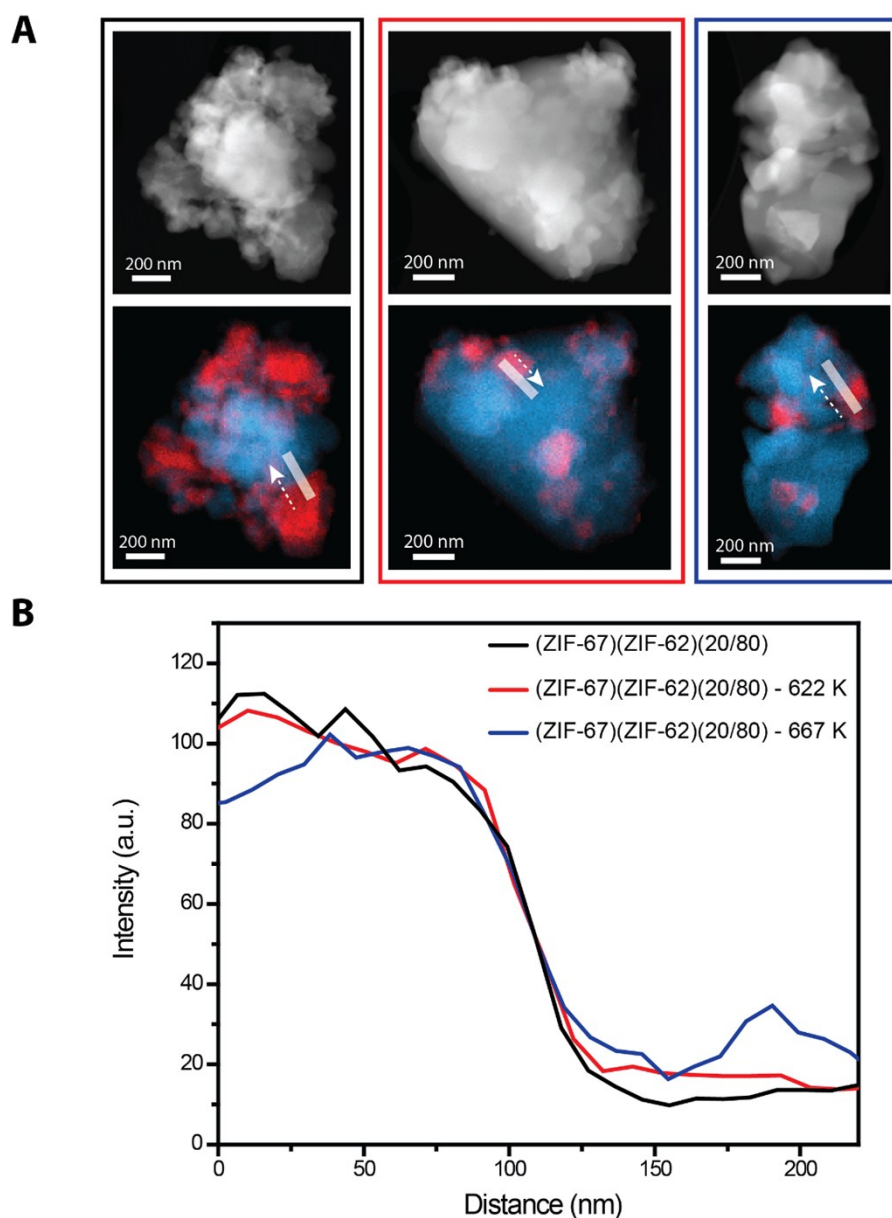 A
200 nm
200 nm
200 nm
200 nm
200 nm
200 nm
B
(ZIF-67)(ZIF-62)(20/80)
(ZIF-67)(ZIF-62)(20/80) - 622 K
(ZIF-67)(ZIF-62)(20/80) - 667 K
120
100
80
60
40
20
0
Intensity (a.u.)
0
50
100
150
200
Distance (nm)